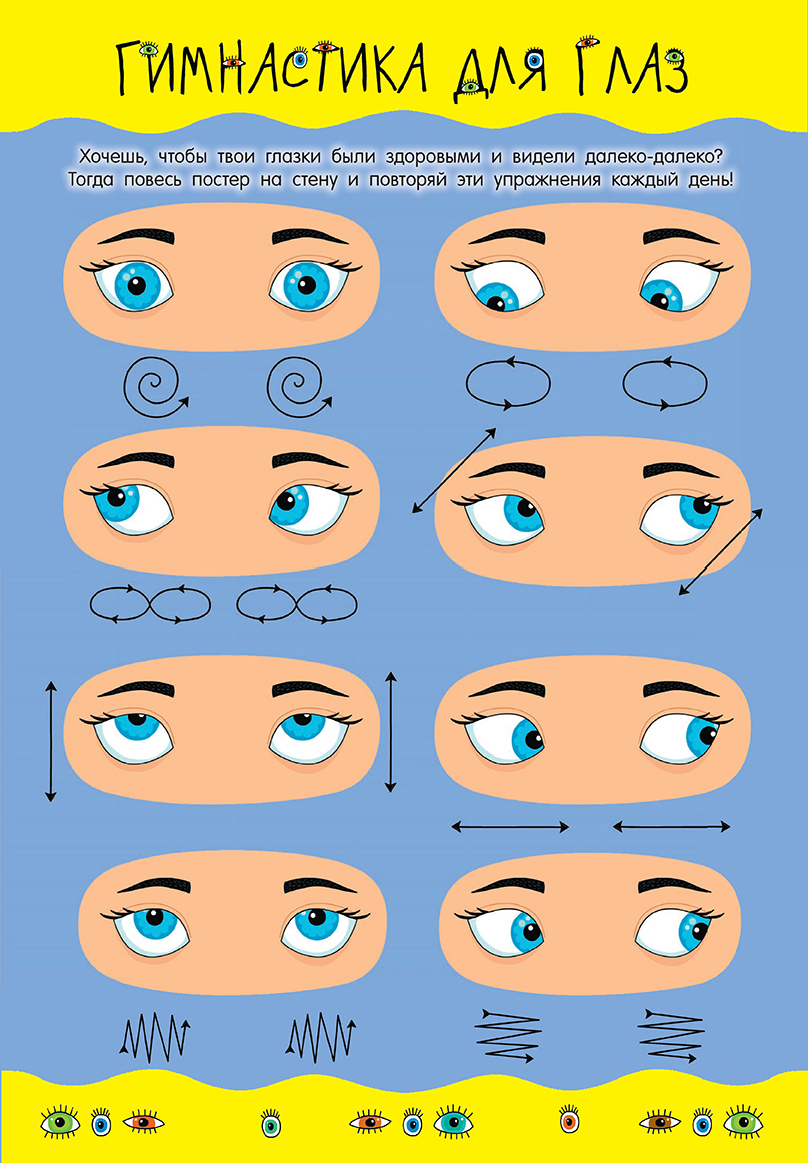 ГИМНАСТИКА ДЛЯ ГЛАЗ
Хочешь, чтобы твои глазки были здоровыми и видели далеко-далеко?
Тогда повесь постер на стену и повторяй эти упражнения каждый день!